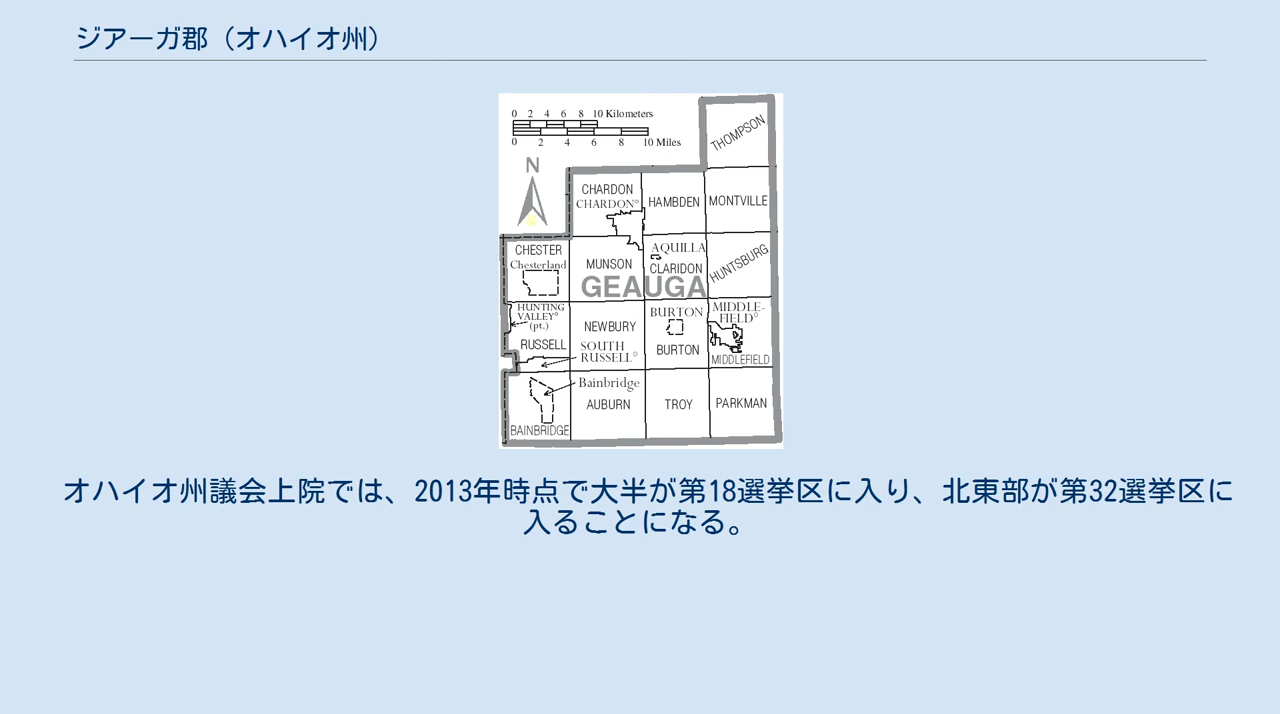 ジアーガ郡（オハイオ州）
0 2 4 6 8 10 Kilometers
0 2 4 6 8 10 Miles
N
THOMPSON
CHARDON
CHARDON°
HAMBDEN
MONTVILLE
CHESTER
Chesterland
MUNSON
AQUILLA
CLARIDON
HUNTSBURG
GEAUGA
HUNTING
VALLEY°
(pt.)
RUSSELL
NEWBURY
SOUTH
RUSSELL°
BURTON
BURTON
MIDDLE-
FIELD°
MIDDLEFIELD
Bainbridge
BAINBRIDGE
AUBURN
TROY
PARKMAN
オハイオ州議会上院では、2013年時点で大半が第18選挙区に入り、北東部が第32選挙区に
入ることになる。